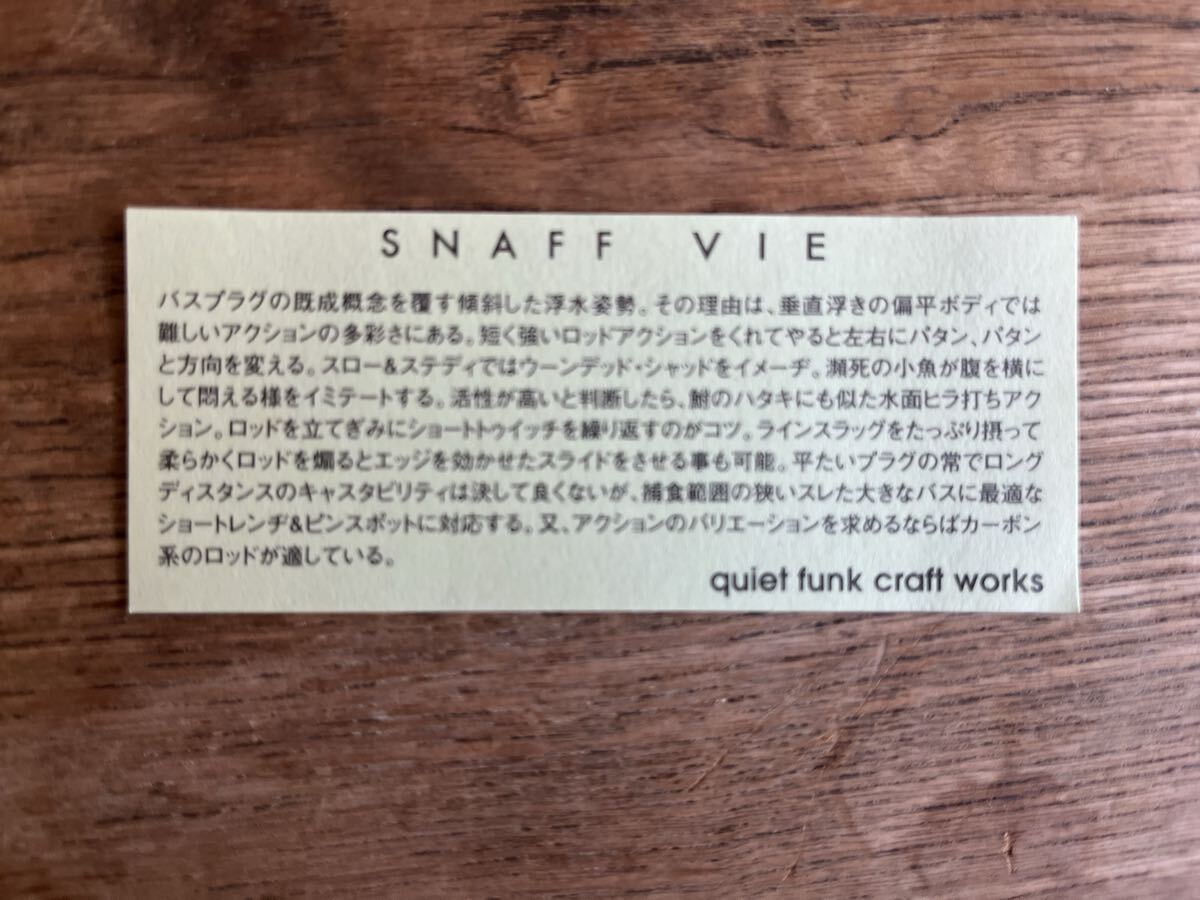 SNAFF VIE
バスプラグの既成概念を覆す傾斜した浮水姿勢。その理由は、垂直浮きの偏平ボディでは
難しいアクションの多彩さにある。短く強いロッドアクションをくれてやると左右にパタン、パタン
と方向を変える。スロー&ステディではウーンデッド・シャッドをイメーヂ。瀕死の小魚が腹を横に
して悶える様をイミテートする。活性が高いと判断したら、鮒のハタキにも似た水面ヒラ打ちアク
ション。ロッドを立てぎみにショートトゥイッチを繰り返すのがコツ。ラインスラッグをたっぷり摂って
柔らかくロッドを煽るとエッジを効かせたスライドをさせる事も可能。平たいプラグの常でロング
ディスタンスのキャスタビリティは決して良くないが、捕食範囲の狭いスレた大きなバスに最適な
ショートレンヂ&ピンスポットに対応する。又、アクションのバリエーションを求めるならばカーボン
系のロッドが適している。
quiet funk craft works